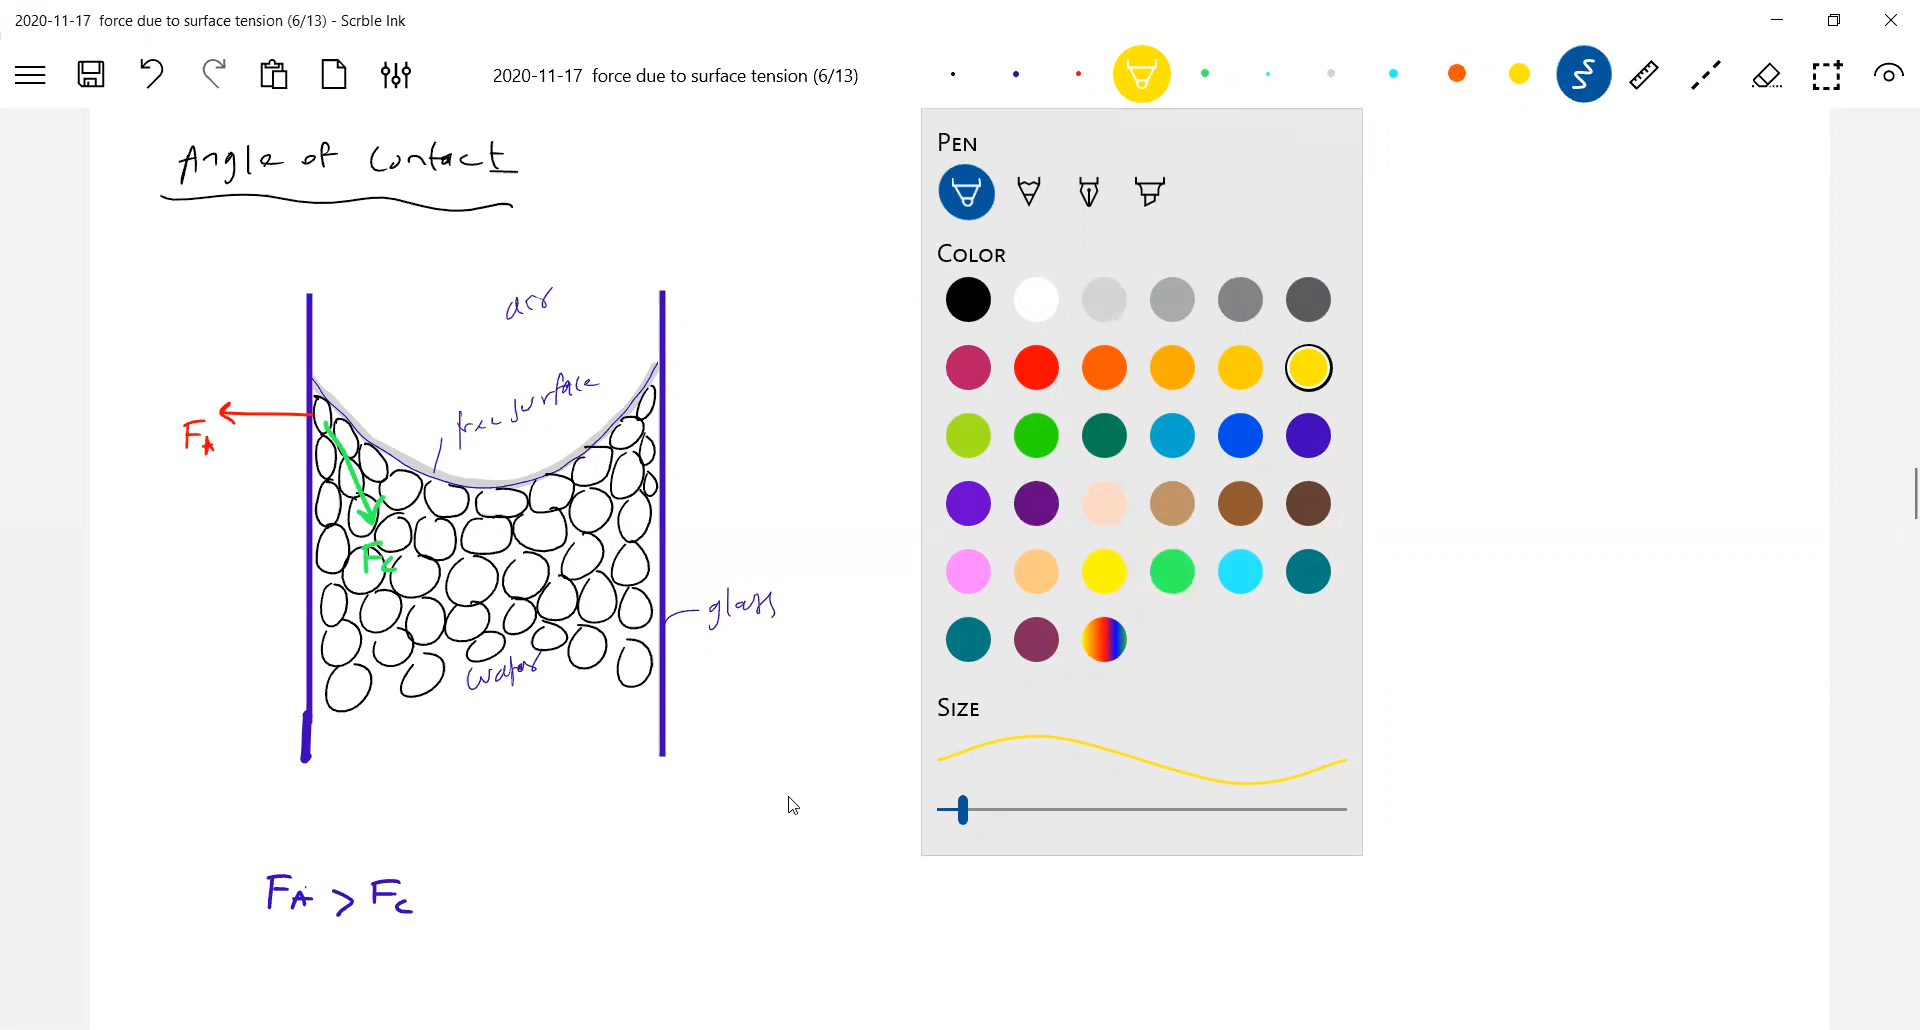 2020-11-17 force due to surface tension (6/13) - Scrble Ink
2020-11-17 force due to surface tension (6/13)
Angle of Contact
air
free surface
FA
Fc
glass
water
FA > Fc
PEN
COLOR
SIZE